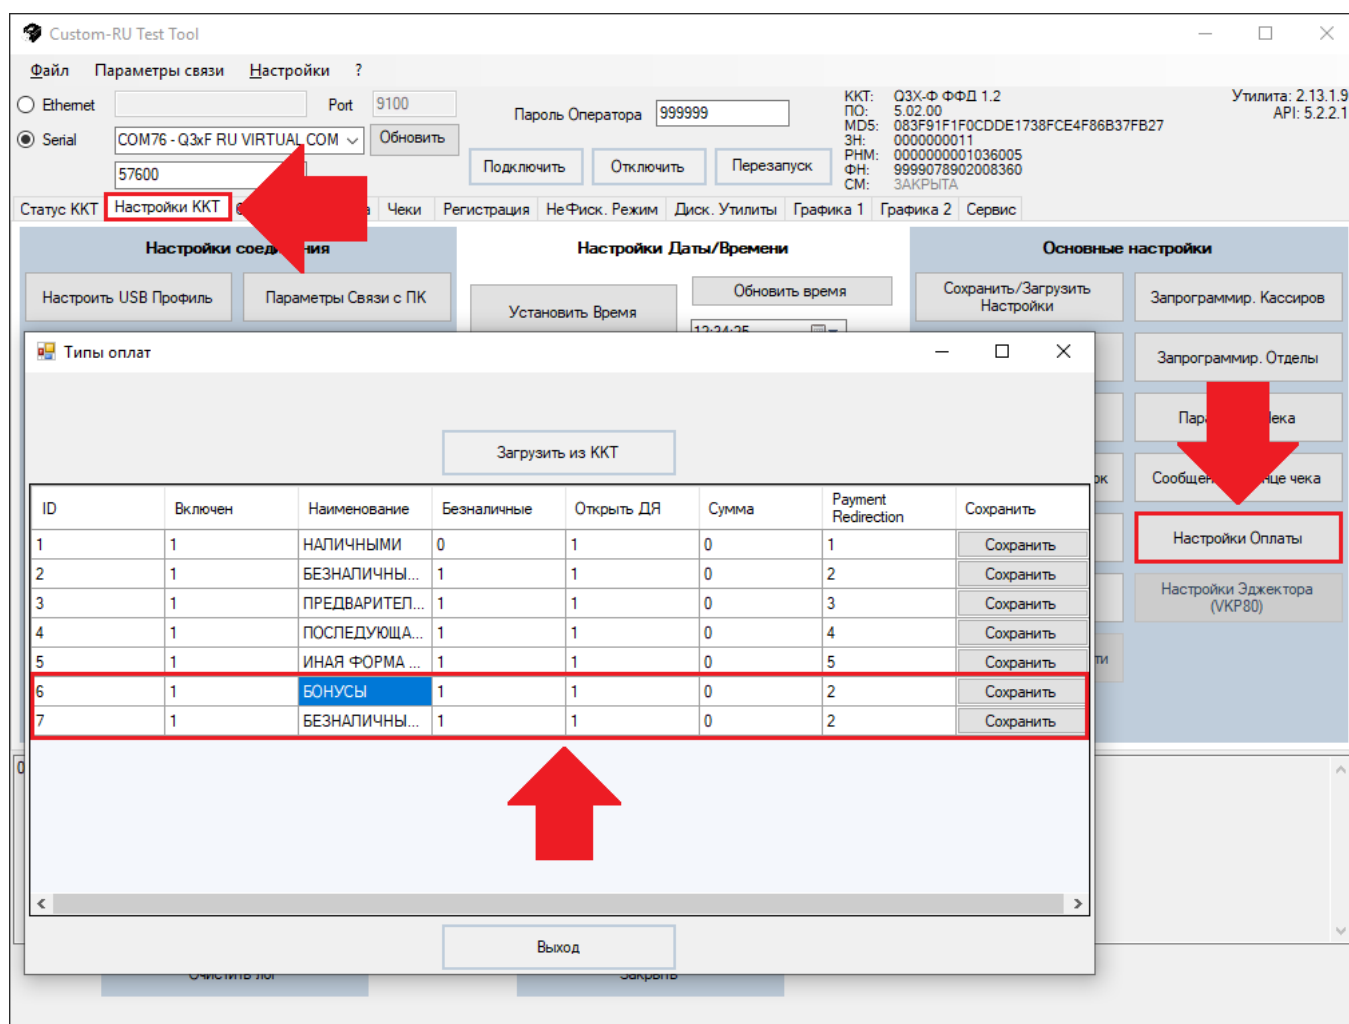 Custom-RU Test Tool
Файл Параметры связи Настройки ?
Ethernet Port 9100
Serial COM76 - Q3xF RU VIRTUAL COM Обновить
57600
Пароль Оператора 999999
Подключить Отключить Перезапуск
ККТ: Q3X-Ф ФФД 1.2
ПО: 5.02.00
MD5: 083F91F1F0CDDE1738FCE4F86B37FB27
ЗН: 0000000011
РНМ: 0000000001036005
ФН: 9999078902008360
СМ: ЗАКРЫТА
Утилита: 2.13.1.9
API: 5.2.2.1
Статус ККТ Настройки ККТ Чеки Регистрация НеФиск. Режим Диск. Утилиты Графика 1 Графика 2 Сервис
Настройки Даты/Времени Основные настройки
Настроить USB Профиль Параметры Связи с ПК
Установить Время
Обновить время
12:24:25
Сохранить/Загрузить
Настройки
Запрограммир. Кассиров
Запрограммир. Отделы
Настройки Оплаты
Настройки Эджектора
(VKP80)
Типы оплат
Загрузить из ККТ
ID Включен Наименование Безналичные Открыть ДЯ Сумма Payment Redirection Сохранить
1 1 НАЛИЧНЫМИ 0 1 0 1 Сохранить
2 1 БЕЗНАЛИЧНЫ... 1 1 0 2 Сохранить
3 1 ПРЕДВАРИТЕЛ... 1 1 0 3 Сохранить
4 1 ПОСЛЕДУЮЩА... 1 1 0 4 Сохранить
5 1 ИНАЯ ФОРМА ... 1 1 0 5 Сохранить
6 1 БОНУСЫ 1 1 0 2 Сохранить
7 1 БЕЗНАЛИЧНЫ... 1 1 0 2 Сохранить
Выход